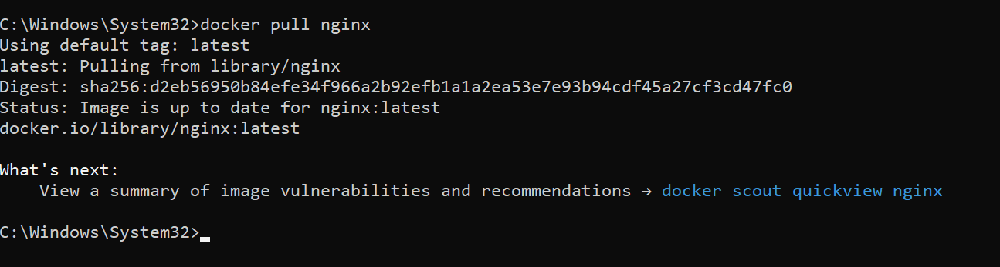 C:\Windows\System32>docker pull nginx
Using default tag: latest
latest: Pulling from library/nginx
Digest: sha256:d2eb56950b84efe34f966a2b92efb1a1a2ea53e7e93b94cdf45a27cf3cd47fc0
Status: Image is up to date for nginx:latest
docker.io/library/nginx:latest
What's next:
    View a summary of image vulnerabilities and recommendations → docker scout quickview nginx
C:\Windows\System32>